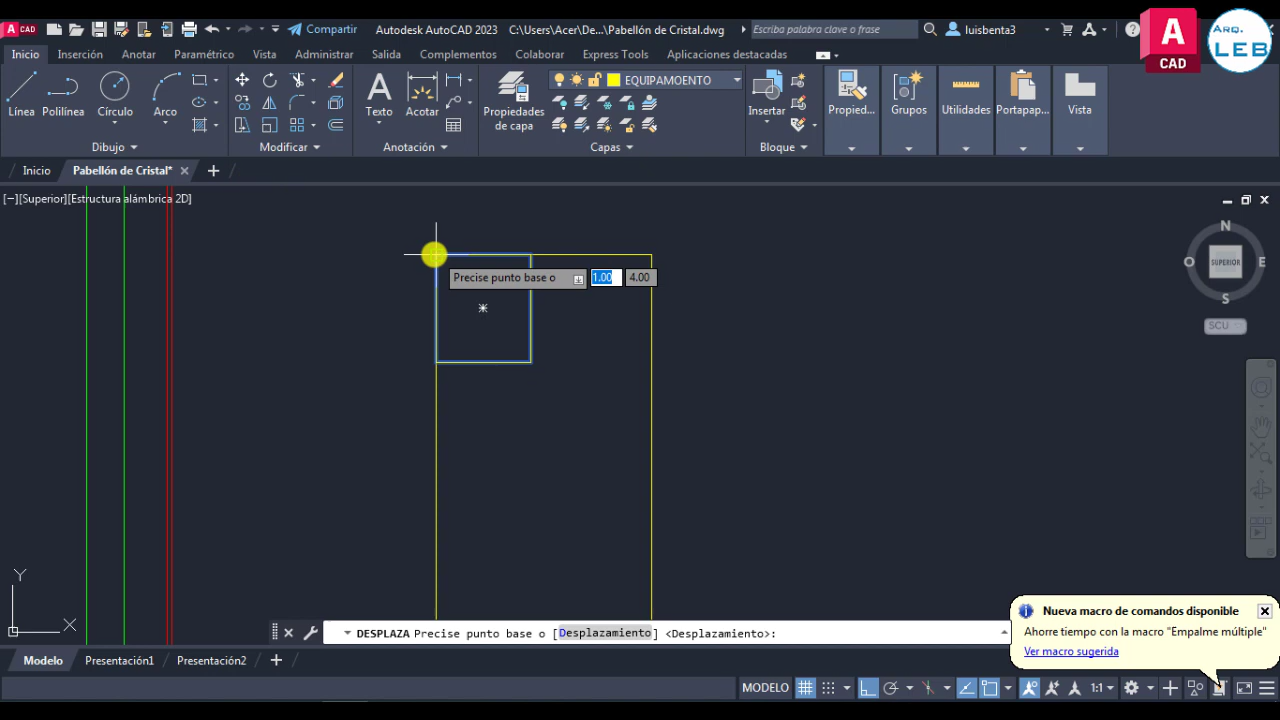 A CAD
Compartir
Autodesk AutoCAD 2023
C:\Users\Acer\De...\Pabellón de Cristal.dwg
Escriba palabra clave o frase
luisbenta3
A
CAD
ARQ.
LEB
Inicio
Inserción
Anotar
Paramétrico
Vista
Administrar
Salida
Complementos
Colaborar
Express Tools
Aplicaciones destacadas
Línea
Polilínea
Círculo
Arco
A
Texto
Acotar
Propiedades
de capa
EQUIPAMOENTO
Insertar
Propied...
Grupos
Utilidades
Portapap...
Vista
Dibujo
Modificar
Anotación
Capas
Bloque
Inicio
Pabellón de Cristal*
[−][Superior][Estructura alámbrica 2D]
N
O
SUPERIOR
E
S
SCU
Precise punto base o
1.00
4.00
Y
X
Nueva macro de comandos disponible
Ahorre tiempo con la macro "Empalme múltiple"
Ver macro sugerida
DESPLAZA Precise punto base o [Desplazamiento] <Desplazamiento>:
Modelo
Presentación1
Presentación2
MODELO
1:1